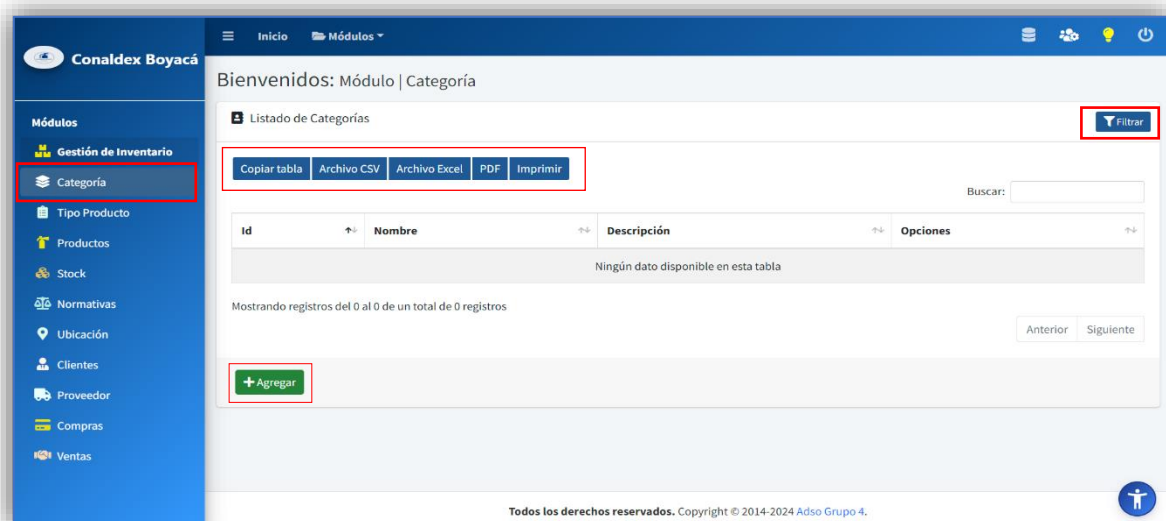 Conaldex Boyacá
Inicio Módulos
Bienvenidos: Módulo | Categoría
Módulos
Gestión de Inventario
Categoría
Tipo Producto
Productos
Stock
Normativas
Ubicación
Clientes
Proveedor
Compras
Ventas
Listado de Categorías
Filtrar
Copiar tabla Archivo CSV Archivo Excel PDF Imprimir
Buscar:
Id Nombre Descripción Opciones
Ningún dato disponible en esta tabla
Mostrando registros del 0 al 0 de un total de 0 registros
Anterior Siguiente
Agregar
Todos los derechos reservados. Copyright © 2014-2024 Adso Grupo 4.